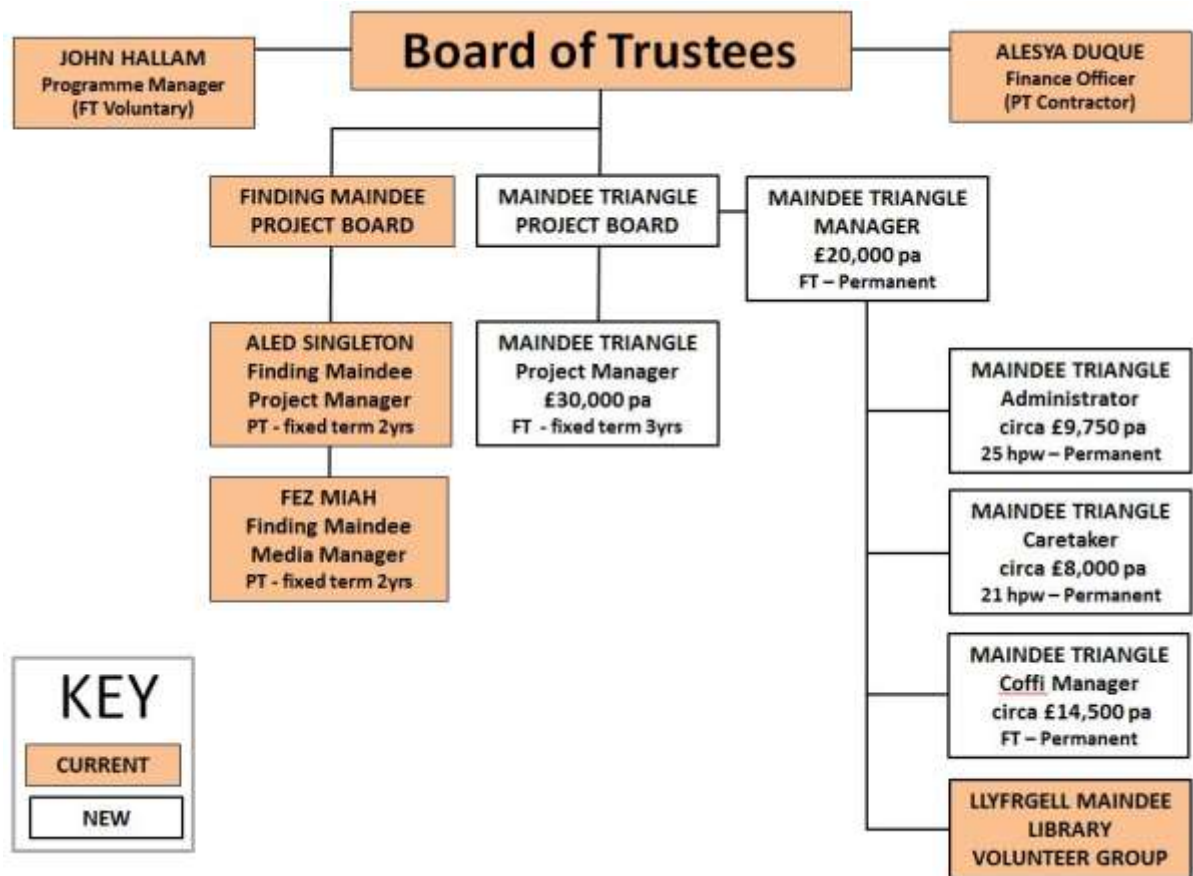 Board of Trustees
JOHN HALLAM
Programme Manager
(FT Voluntary)
ALESYA DUQUE
Finance Officer
(PT Contractor)
FINDING MAINDEE
PROJECT BOARD
MAINDEE TRIANGLE
PROJECT BOARD
MAINDEE TRIANGLE
MANAGER
£20,000 pa
FT – Permanent
ALED SINGLETON
Finding Maindee
Project Manager
PT - fixed term 2yrs
MAINDEE TRIANGLE
Project Manager
£30,000 pa
FT - fixed term 3yrs
FEZ MIAH
Finding Maindee
Media Manager
PT - fixed term 2yrs
MAINDEE TRIANGLE
Administrator
circa £9,750 pa
25 hpw – Permanent
MAINDEE TRIANGLE
Caretaker
circa £8,000 pa
21 hpw – Permanent
MAINDEE TRIANGLE
Coffi Manager
circa £14,500 pa
FT – Permanent
LLYFRGELL MAINDEE
LIBRARY
VOLUNTEER GROUP
KEY
CURRENT
NEW